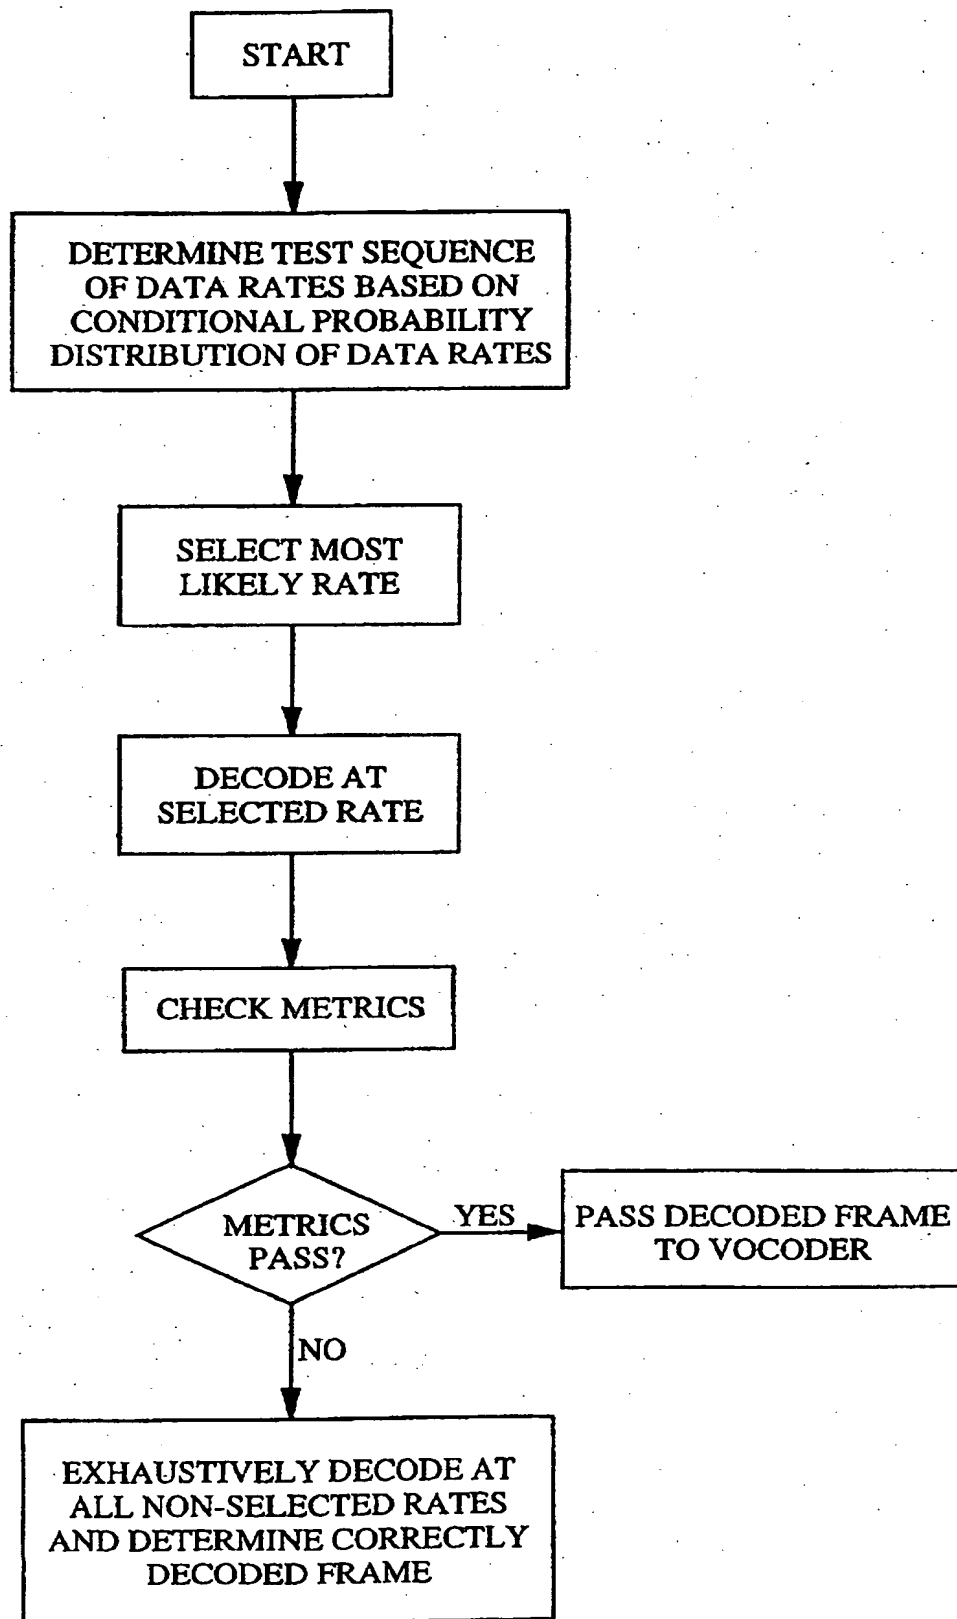 START
DETERMINE TEST SEQUENCE
OF DATA RATES BASED ON
CONDITIONAL PROBABILITY
DISTRIBUTION OF DATA RATES
SELECT MOST
LIKELY RATE
DECODE AT
SELECTED RATE
CHECK METRICS
METRICS
PASS?
YES
PASS DECODED FRAME
TO VOCODER
NO
EXHAUSTIVELY DECODE AT
ALL NON-SELECTED RATES
AND DETERMINE CORRECTLY
DECODED FRAME